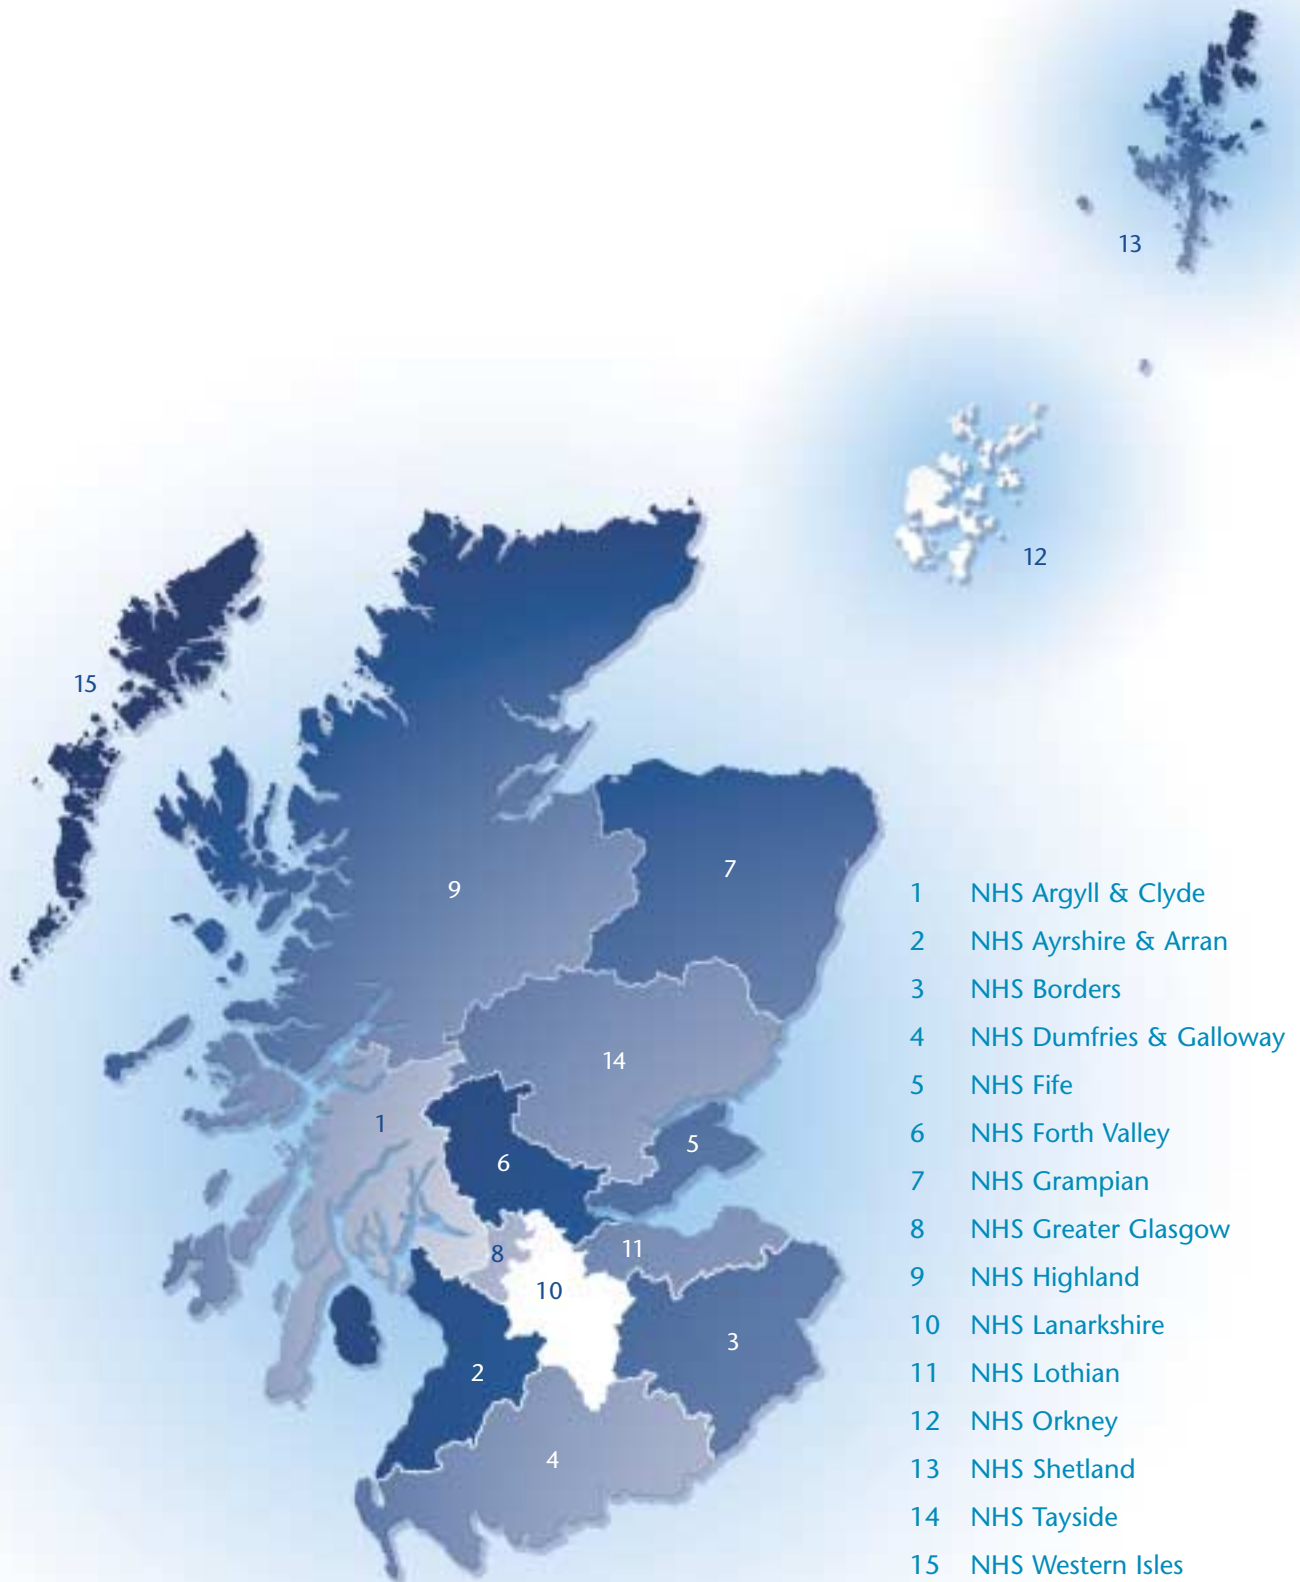 13
12
15
9
7
14
1
5
6
8
11
10
3
2
4
1 NHS Argyll & Clyde
2 NHS Ayrshire & Arran
3 NHS Borders
4 NHS Dumfries & Galloway
5 NHS Fife
6 NHS Forth Valley
7 NHS Grampian
8 NHS Greater Glasgow
9 NHS Highland
10 NHS Lanarkshire
11 NHS Lothian
12 NHS Orkney
13 NHS Shetland
14 NHS Tayside
15 NHS Western Isles